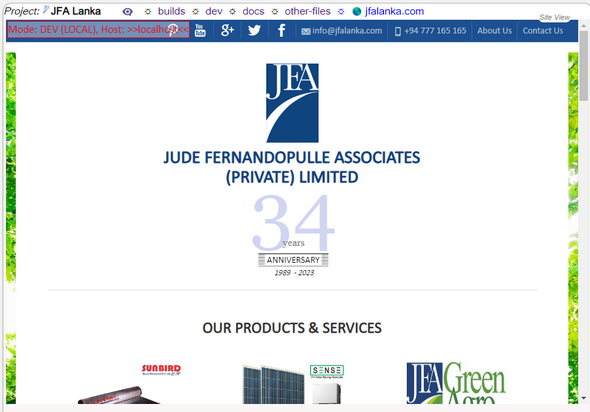 Project: JFA Lanka ◇ builds ◇ dev ◇ docs ◇ other-files ◇ jfalanka.com
Site View
Mode: DEV (LOCAL), Host: >>localhost<< You Tube g+ f info@jfalanka.com +94 777 165 165 About Us Contact Us
JFA
JUDE FERNANDOPULLE ASSOCIATES
(PRIVATE) LIMITED
34
years
ANNIVERSARY
1989 - 2023
OUR PRODUCTS & SERVICES
SUNBIRD
SENSE
JFA Green
Agro